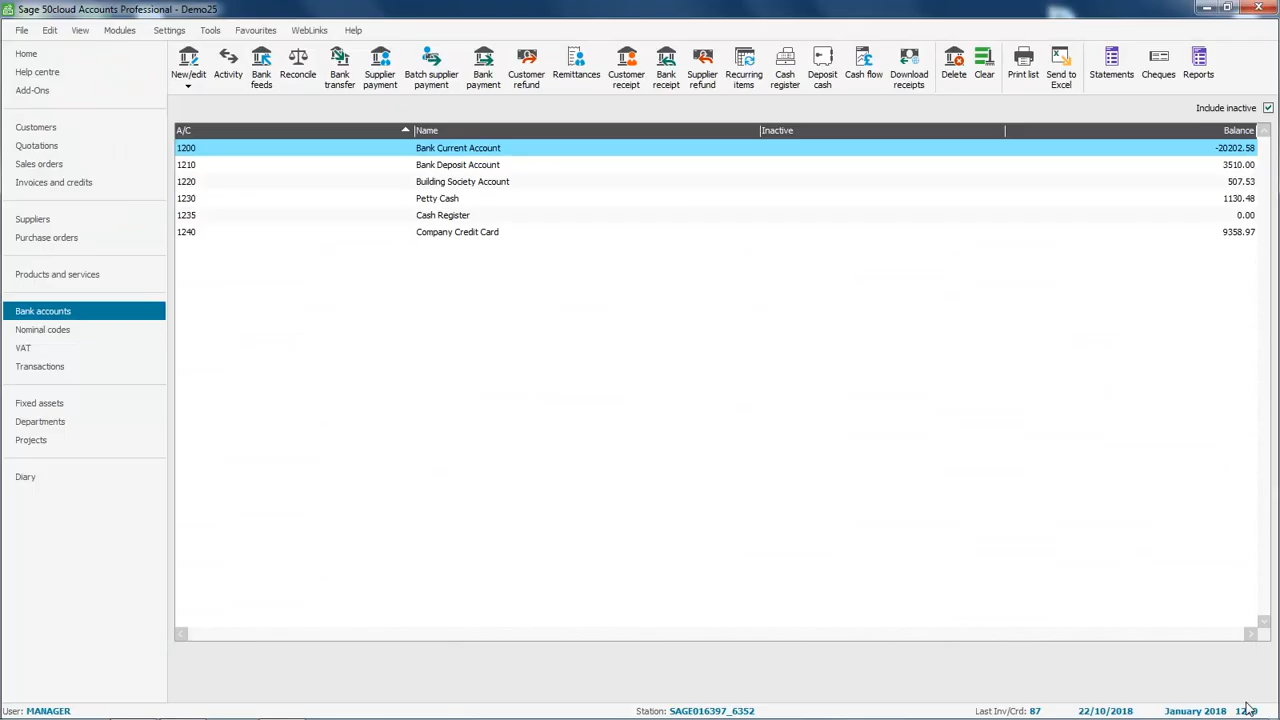 Sage 50cloud Accounts Professional - Demo25
File Edit View Modules Settings Tools Favourites WebLinks Help
Home
Help centre
Add-Ons
Customers
Quotations
Sales orders
Invoices and credits
Suppliers
Purchase orders
Products and services
Bank accounts
Nominal codes
VAT
Transactions
Fixed assets
Departments
Projects
Diary
New/edit
Activity
Bank feeds
Reconcile
Bank transfer
Supplier payment
Batch supplier payment
Bank payment
Customer refund
Remittances
Customer receipt
Bank receipt
Supplier refund
Recurring items
Cash register
Deposit cash
Cash flow
Download receipts
Delete
Clear
Print list
Send to Excel
Statements
Cheques
Reports
Include inactive
A/C Name Inactive Balance
1200 Bank Current Account -20202.58
1210 Bank Deposit Account 3510.00
1220 Building Society Account 507.53
1230 Petty Cash 1130.48
1235 Cash Register 0.00
1240 Company Credit Card 9358.97
User: MANAGER Station: SAGE016397_6352 Last Inv/Crd: 87 22/10/2018 January 2018